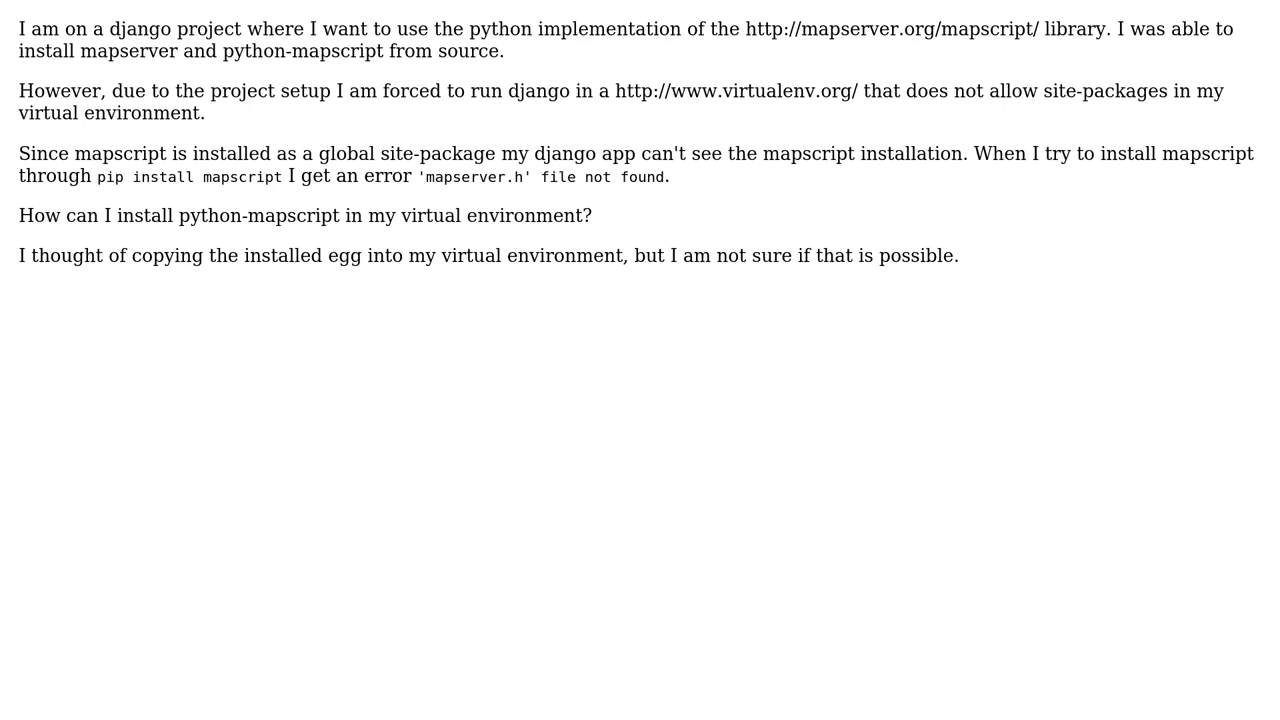 I am on a django project where I want to use the python implementation of the http://mapserver.org/mapscript/ library. I was able to
install mapserver and python-mapscript from source.
However, due to the project setup I am forced to run django in a http://www.virtualenv.org/ that does not allow site-packages in my
virtual environment.
Since mapscript is installed as a global site-package my django app can't see the mapscript installation. When I try to install mapscript
through pip install mapscript I get an error 'mapserver.h' file not found.
How can I install python-mapscript in my virtual environment?
I thought of copying the installed egg into my virtual environment, but I am not sure if that is possible.